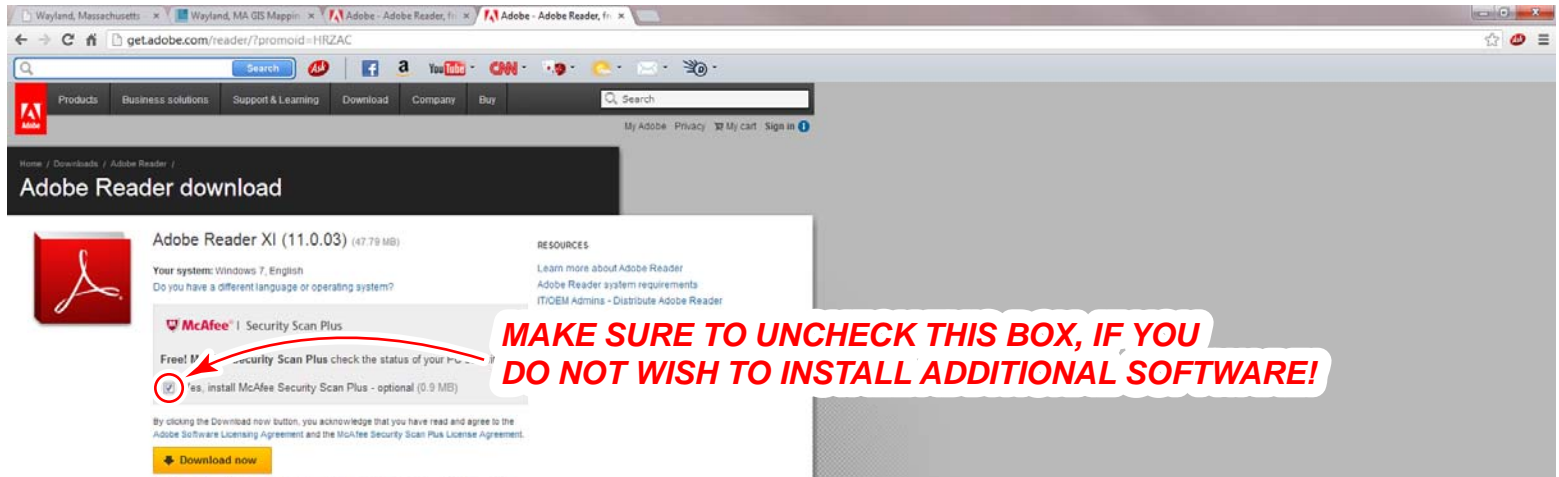 Wayland, Massachusetts
Wayland, MA GIS Mappin
Adobe - Adobe Reader, fr
Adobe - Adobe Reader, fr
get.adobe.com/reader/?promoid=HRZAC
Search
Ask
a
YouTube
CNN
Products Business solutions Support & Learning Download Company Buy
Search
Adobe
My Adobe Privacy My cart Sign in
Home / Downloads / Adobe Reader /
Adobe Reader download
Adobe Reader XI (11.0.03) (47.79 MB)
Your system: Windows 7, English
Do you have a different language or operating system?
RESOURCES
Learn more about Adobe Reader
Adobe Reader system requirements
IT/OEM Admins - Distribute Adobe Reader
McAfee® | Security Scan Plus
Free! Security Scan Plus check the status of your PC
Yes, install McAfee Security Scan Plus - optional (0.9 MB)
MAKE SURE TO UNCHECK THIS BOX, IF YOU
DO NOT WISH TO INSTALL ADDITIONAL SOFTWARE!
By clicking the Download now button, you acknowledge that you have read and agree to the
Adobe Software Licensing Agreement and the McAfee Security Scan Plus License Agreement.
Download now